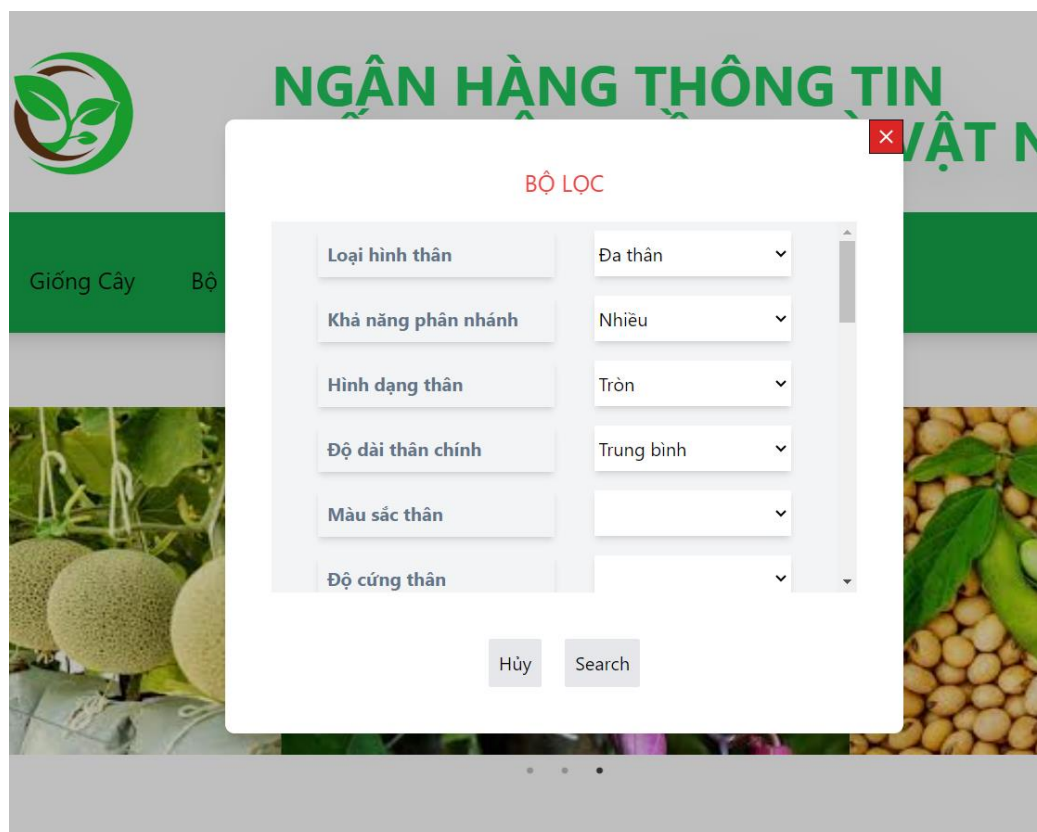 NGÂN HÀNG THÔNG TIN
VẬT
BỘ LỌC
Giống Cây Bộ
Loại hình thân Đa thân
Khả năng phân nhánh Nhiều
Hình dạng thân Tròn
Độ dài thân chính Trung bình
Màu sắc thân
Độ cứng thân
Hủy Search